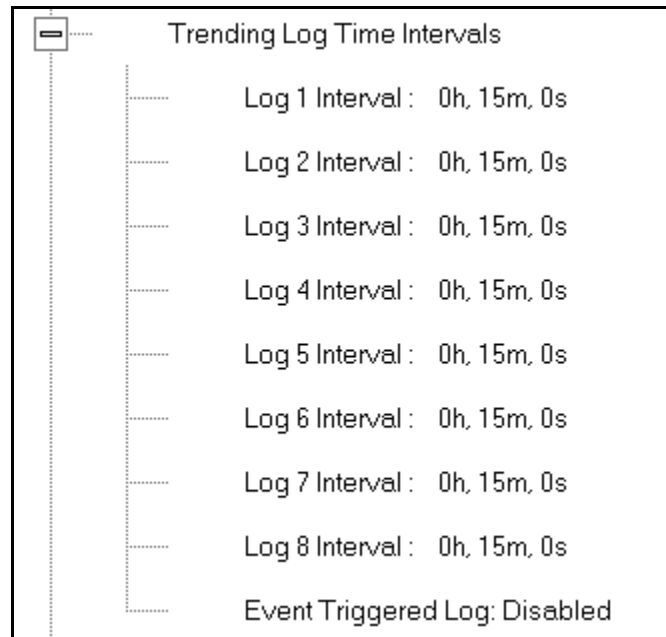 Trending Log Time Intervals
Log 1 Interval : 0h, 15m, 0s
Log 2 Interval : 0h, 15m, 0s
Log 3 Interval : 0h, 15m, 0s
Log 4 Interval : 0h, 15m, 0s
Log 5 Interval : 0h, 15m, 0s
Log 6 Interval : 0h, 15m, 0s
Log 7 Interval : 0h, 15m, 0s
Log 8 Interval : 0h, 15m, 0s
Event Triggered Log: Disabled